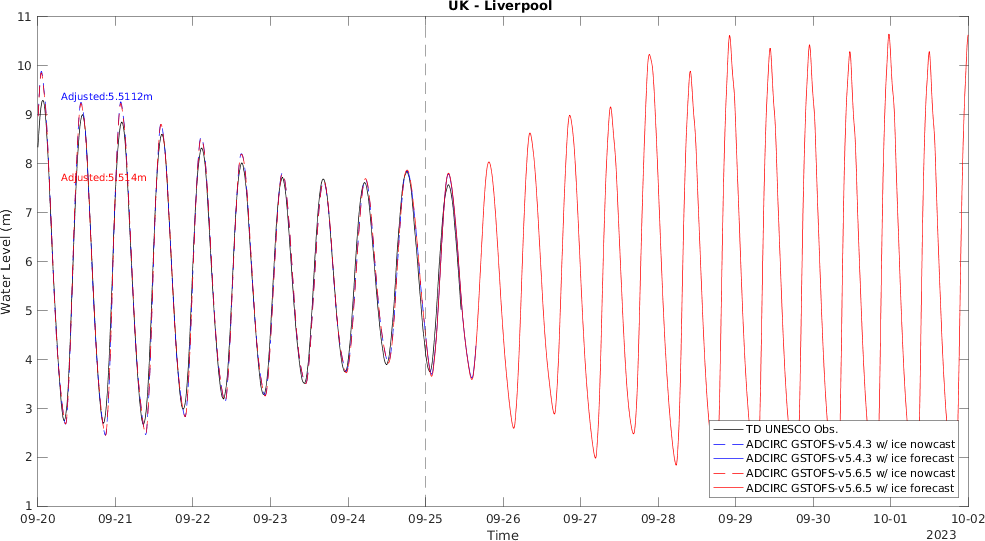 UK - Liverpool
11
10
9
8
7
6
5
4
3
2
1
Water Level (m)
Adjusted:5.5112m
Adjusted:5.514m
TD UNESCO Obs.
ADCIRC GSTOFS-v5.4.3 w/ ice nowcast
ADCIRC GSTOFS-v5.4.3 w/ ice forecast
ADCIRC GSTOFS-v5.6.5 w/ ice nowcast
ADCIRC GSTOFS-v5.6.5 w/ ice forecast
09-20 09-21 09-22 09-23 09-24 09-25 09-26 09-27 09-28 09-29 09-30 10-01 10-02
Time
2023